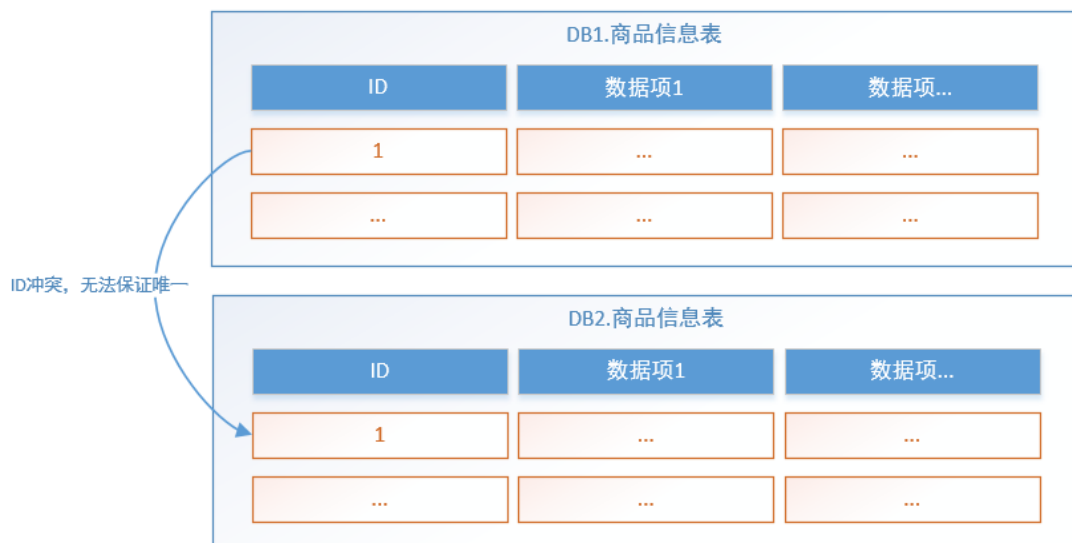 DB1.商品信息表
ID 数据项1 数据项...
1 ... ...
... ... ...
ID冲突，无法保证唯一
DB2.商品信息表
ID 数据项1 数据项...
1 ... ...
... ... ...